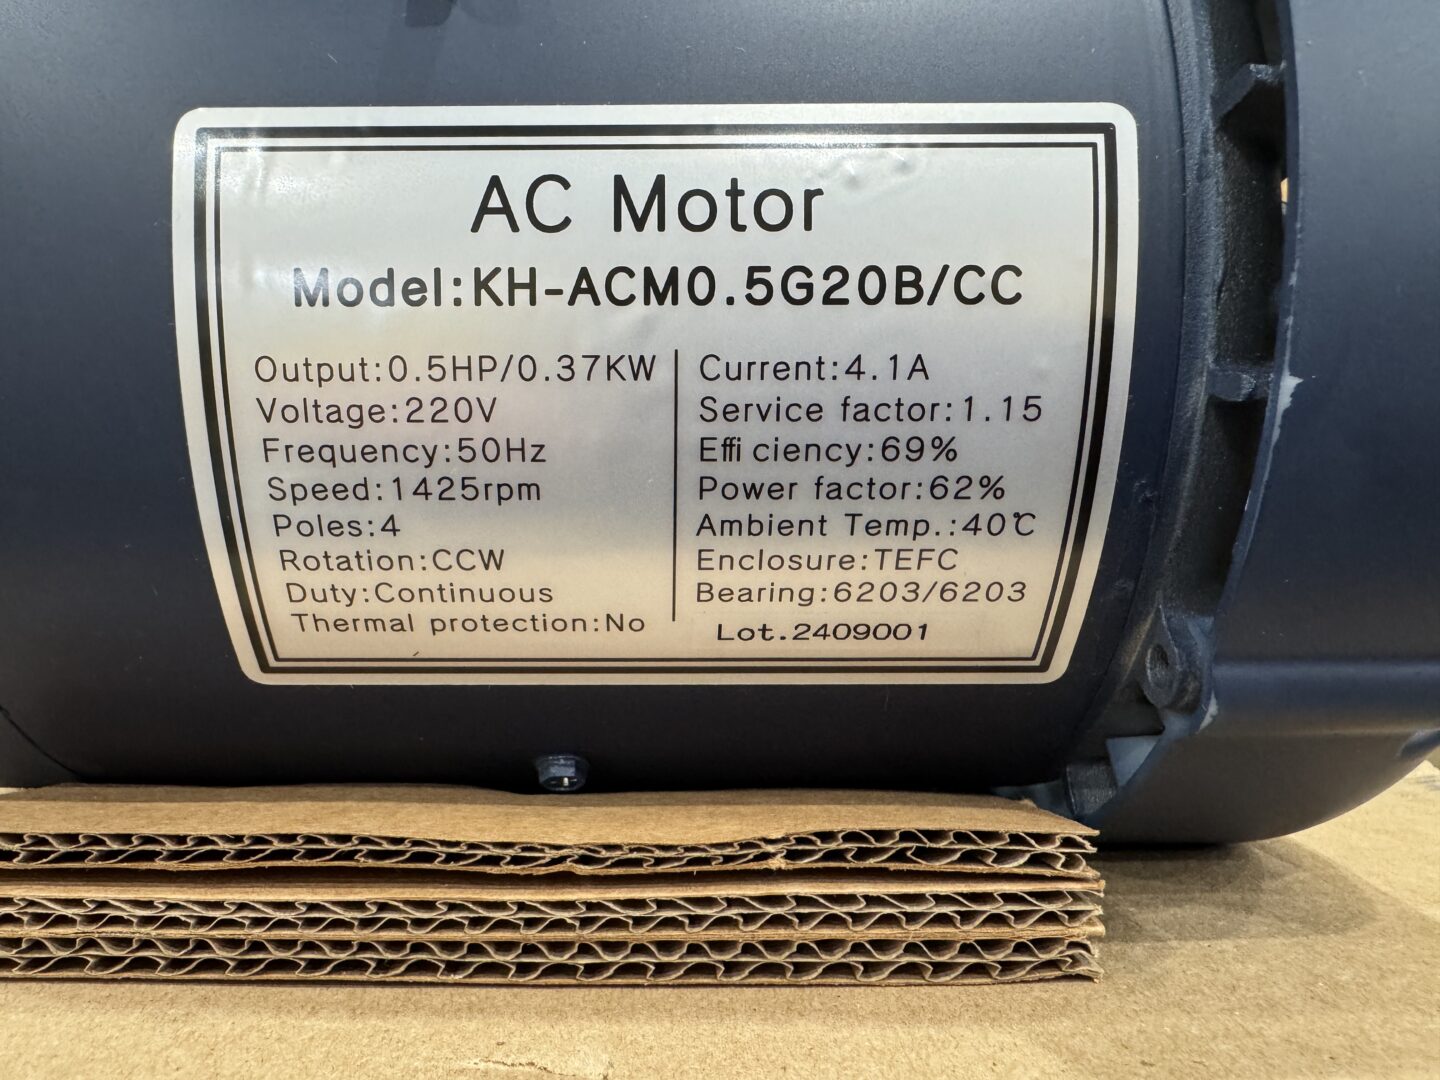 AC Motor
Model:KH-ACM0.5G20B/CC
Output:0.5HP/0.37KW
Voltage:220V
Frequency:50Hz
Speed:1425rpm
Poles:4
Rotation:CCW
Duty:Continuous
Thermal protection:No
Current:4.1A
Service factor:1.15
Effi ciency:69%
Power factor:62%
Ambient Temp.:40℃
Enclosure:TEFC
Bearing:6203/6203
Lot.2409001